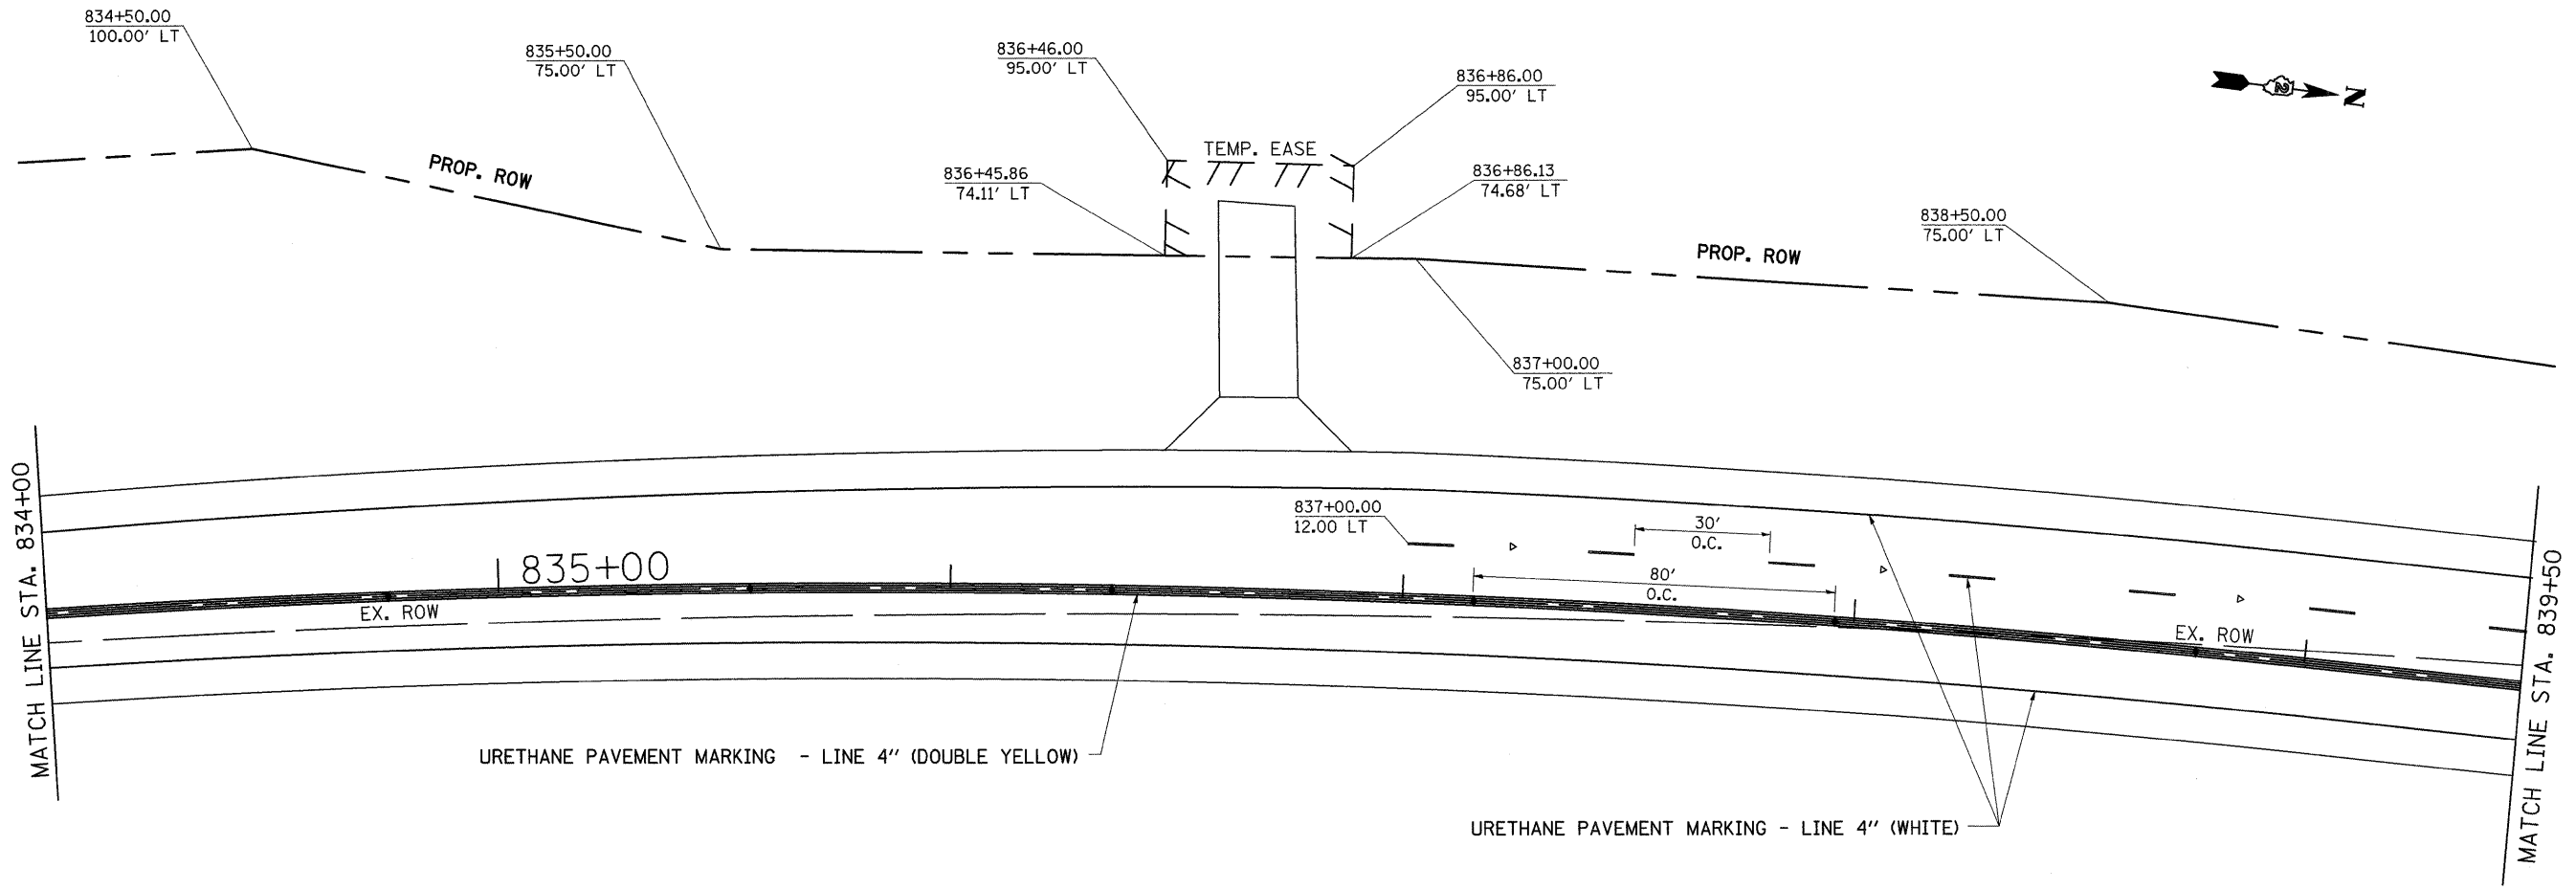 834+50.00
100.00' LT
835+50.00
75.00' LT
836+46.00
95.00' LT
836+86.00
95.00' LT
2
N
TEMP. EASE
PROP. ROW
836+45.86
74.11' LT
836+86.13
74.68' LT
838+50.00
75.00' LT
PROP. ROW
837+00.00
75.00' LT
MATCH LINE STA. 834+00
837+00.00
12.00 LT
30'
O.C.
835+00
80'
O.C.
EX. ROW
EX. ROW
MATCH LINE STA. 839+50
URETHANE PAVEMENT MARKING - LINE 4" (DOUBLE YELLOW)
URETHANE PAVEMENT MARKING - LINE 4" (WHITE)